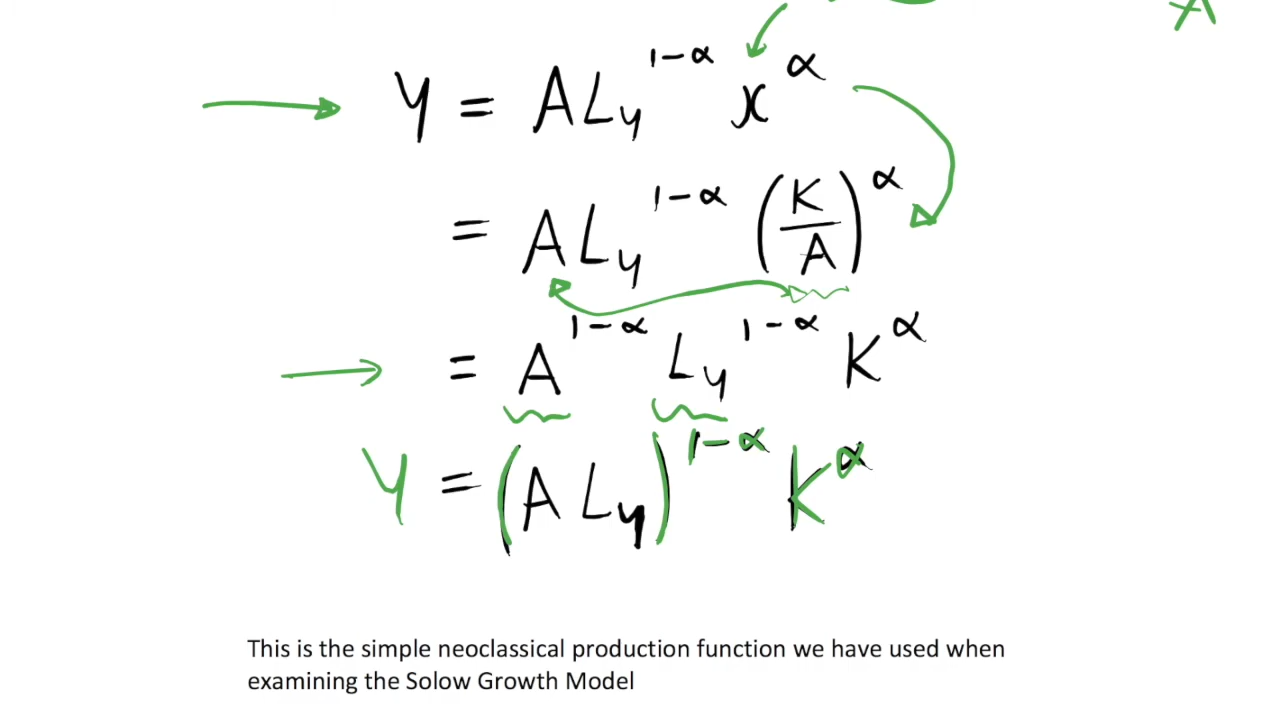 A
Y = AL_y^{1-α} x^α
= AL_y^{1-α} (K/A)^α
= A^{1-α} L_y^{1-α} K^α
Y = (A L_y)^{1-α} K^α
This is the simple neoclassical production function we have used when
examining the Solow Growth Model